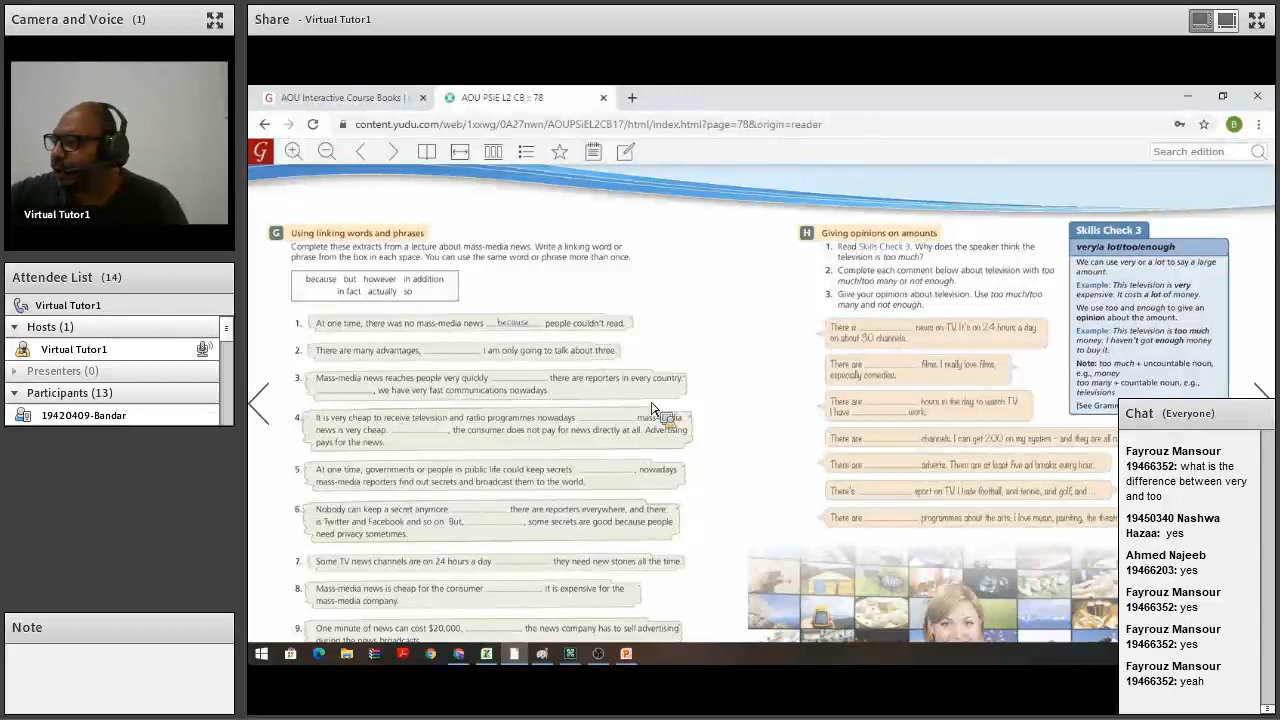 Camera and Voice (1)
Virtual Tutor1
Attendee List (14)
Virtual Tutor1
Hosts (1)
Virtual Tutor1
Presenters (0)
Participants (13)
19420409-Bandar
Note
Share - Virtual Tutor1
AOU Interactive Course Books |
AOU PSIE L2 CB :: 78
content.yudu.com/web/1xxwg/0A27nwn/AOUPSIEL2CB17/html/index.html?page=78&origin=reader
B
g
Search edition
G Using linking words and phrases
Complete these extracts from a lecture about mass-media news. Write a linking word or
phrase from the box in each space. You can use the same word or phrase more than once.
because but however in addition
in fact actually so
1. At one time, there was no mass-media news because people couldn't read.
2. There are many advantages, I am only going to talk about three.
3. Mass-media news reaches people very quickly there are reporters in every country.
, we have very fast communications nowadays.
4. It is very cheap to receive television and radio programmes nowadays
news is very cheap. , the consumer does not pay for news directly at all. Advertising
pays for the news.
5. At one time, governments or people in public life could keep secrets , nowadays
mass-media reporters find out secrets and broadcast them to the world.
6. Nobody can keep a secret anymore there are reporters everywhere, and there
is Twitter and Facebook and so on. But, , some secrets are good because people
need privacy sometimes.
7. Some TV news channels are on 24 hours a day they need new stories all the time.
8. Mass-media news is cheap for the consumer it is expensive for the
mass-media company.
9. One minute of news can cost $20,000, the news company has to sell advertising
during the news broadcasts.
H Giving opinions on amounts
1. Read Skills Check 3. Why does the speaker think the
television is too much?
2. Complete each comment below about television with too
much/too many or not enough.
3. Give your opinions about television. Use too much/too
many and not enough.
There is news on TV. It's on 24 hours a day
on about 30 channels.
There are films. I really love films,
especially comedies.
There are hours in the day to watch TV.
I have work.
There are channels. I can get 200 on my system – and they are all
There are adverts. There are at least five ad breaks every hour.
There's sport on TV. I hate football, and tennis, and golf, and ...
There are programmes about the arts. I love music, painting, the
Skills Check 3
very/a lot/too/enough
We can use very or a lot to say a large
amount.
Example: This television is very
expensive. It costs a lot of money.
We use too and enough to give an
opinion about the amount.
Example: This television is too much
money. I haven't got enough money
to buy it.
Note: too much + uncountable noun,
e.g., money
too many + countable noun, e.g.,
televisions
Chat (Everyone)
Fayrouz Mansour
19466352: what is the
difference between very
and too
19450340 Nashwa
Hazaa: yes
Ahmed Najeeb
19466203: yes
Fayrouz Mansour
19466352: yes
Fayrouz Mansour
19466352: yes
Fayrouz Mansour
19466352: yeah